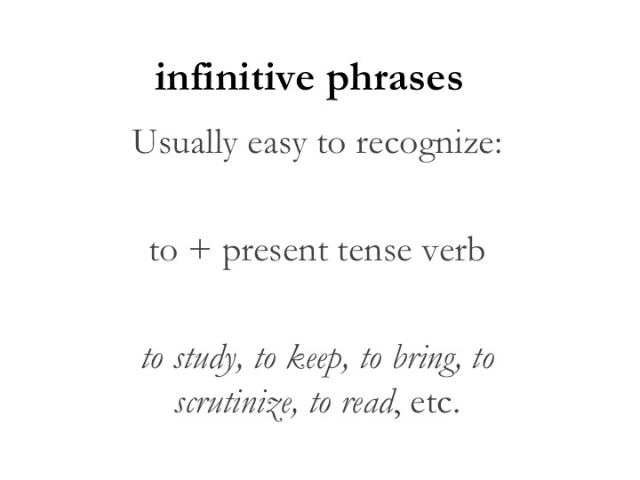 infinitive phrases
Usually easy to recognize:
to + present tense verb
to study, to keep, to bring, to
scrutinize, to read, etc.